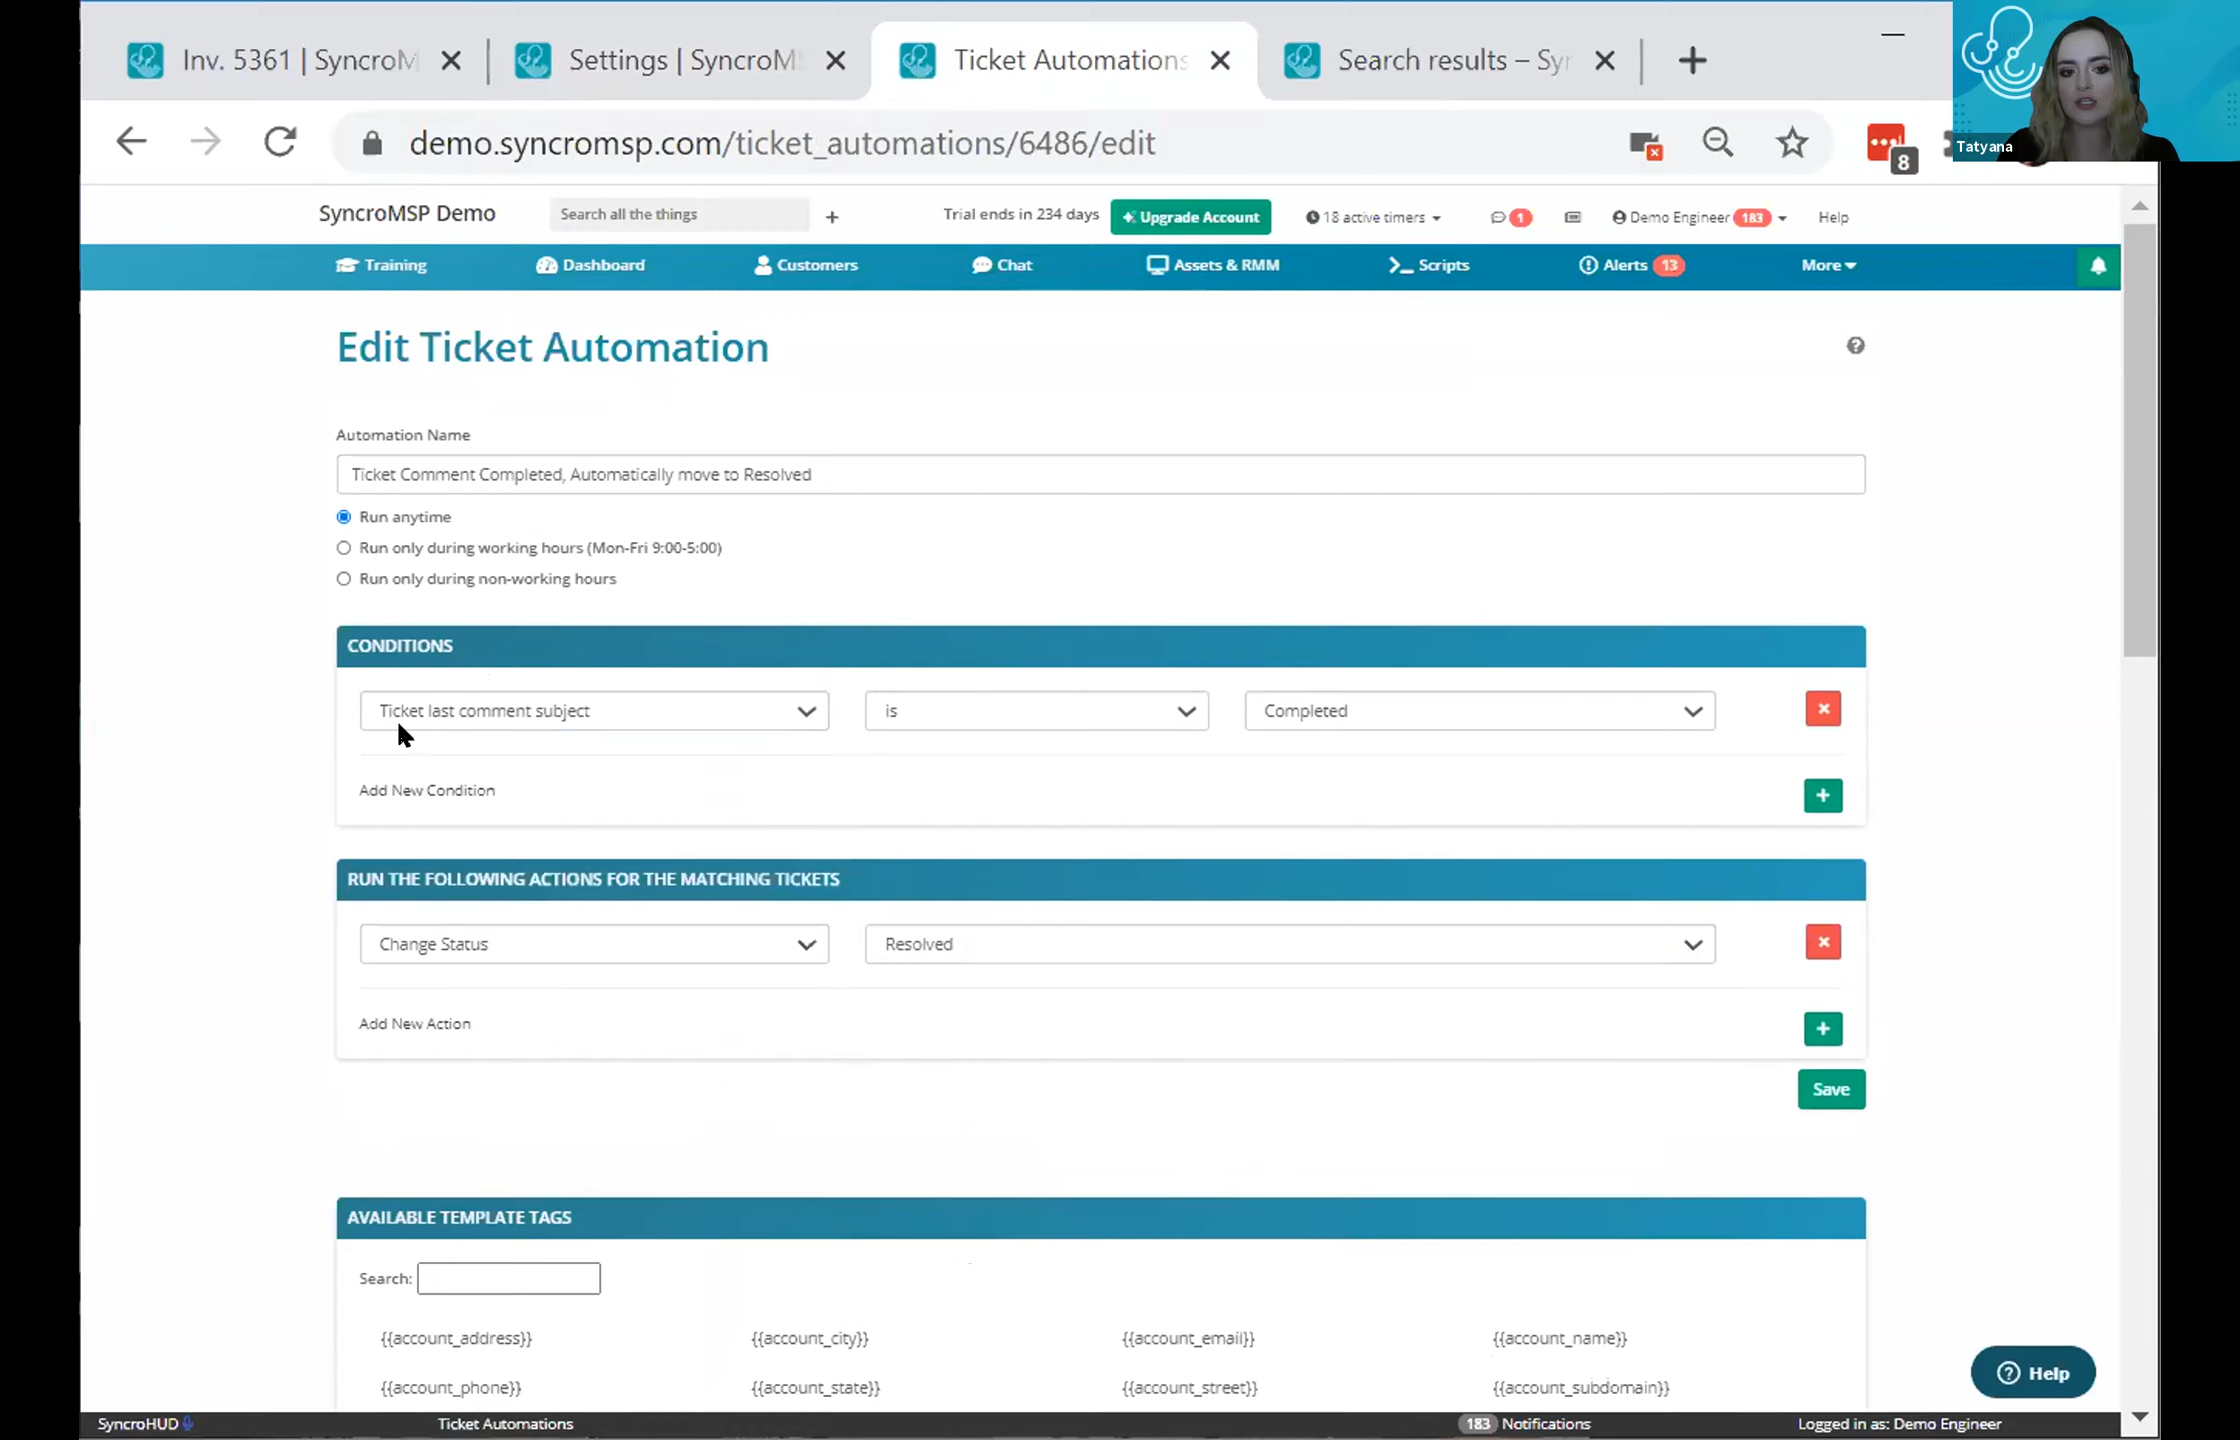 Inv. 5361 | SyncroM
Settings | SyncroM
Ticket Automations
Search results – Syn
demo.syncromsp.com/ticket_automations/6486/edit
8
Tatyana
SyncroMSP Demo
Search all the things
+
Trial ends in 234 days
Upgrade Account
18 active timers
1
Demo Engineer 183
Help
Training
Dashboard
Customers
Chat
Assets & RMM
Scripts
Alerts 13
More
Edit Ticket Automation
Automation Name
Ticket Comment Completed, Automatically move to Resolved
Run anytime
Run only during working hours (Mon-Fri 9:00-5:00)
Run only during non-working hours
CONDITIONS
Ticket last comment subject
is
Completed
Add New Condition
RUN THE FOLLOWING ACTIONS FOR THE MATCHING TICKETS
Change Status
Resolved
Add New Action
Save
AVAILABLE TEMPLATE TAGS
Search:
{{account_address}}
{{account_city}}
{{account_email}}
{{account_name}}
{{account_phone}}
{{account_state}}
{{account_street}}
{{account_subdomain}}
Help
SyncroHUD
Ticket Automations
183 Notifications
Logged in as: Demo Engineer